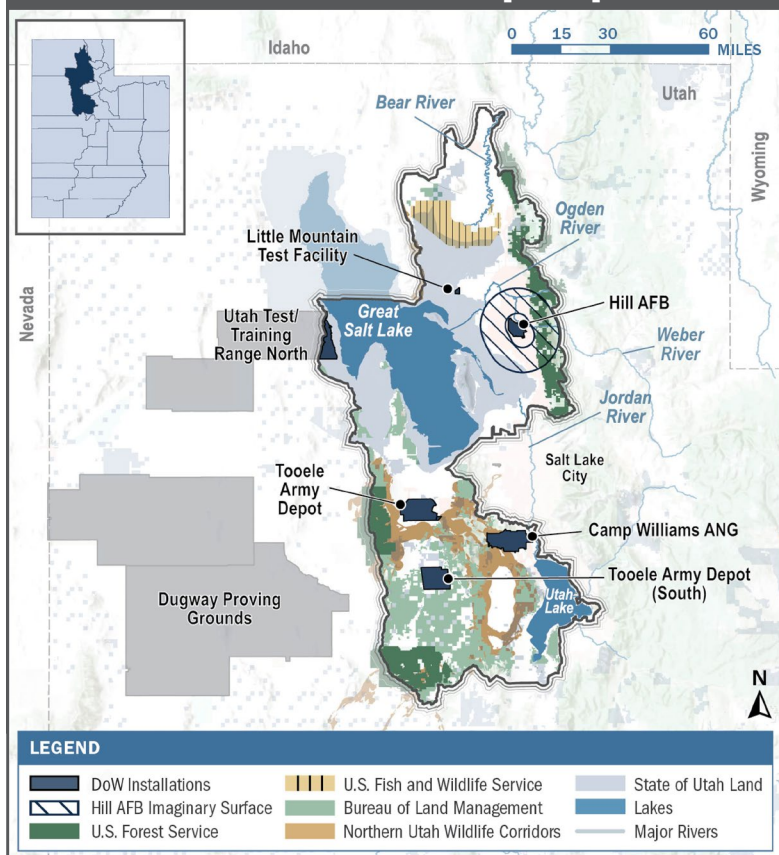 0 15 30 60
MILES
Idaho
Utah
Bear River
Wyoming
Ogden
River
Little Mountain
Test Facility
Hill AFB
Nevada
Utah Test/
Training
Range North
Great
Salt Lake
Weber
River
Jordan
River
Salt Lake
City
Tooele
Army
Depot
Camp Williams ANG
Tooele Army Depot
(South)
Utah
Lake
Dugway Proving
Grounds
N
LEGEND
DoW Installations
Hill AFB Imaginary Surface
U.S. Forest Service
U.S. Fish and Wildlife Service
Bureau of Land Management
Northern Utah Wildlife Corridors
State of Utah Land
Lakes
Major Rivers